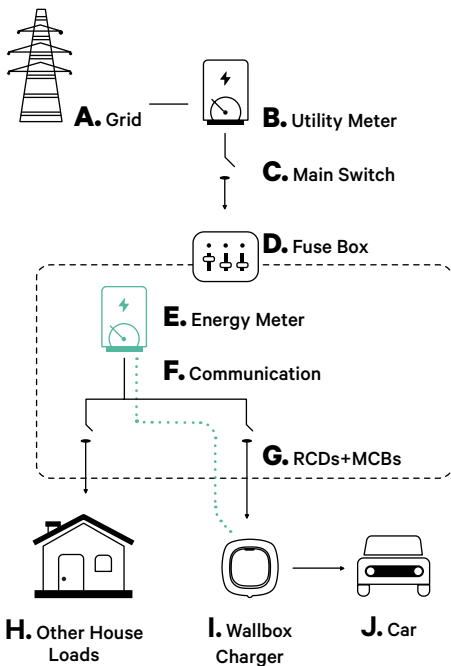 A. Grid
B. Utility Meter
C. Main Switch
D. Fuse Box
E. Energy Meter
F. Communication
G. RCDs+MCBs
H. Other House
Loads
I. Wallbox
Charger
J. Car